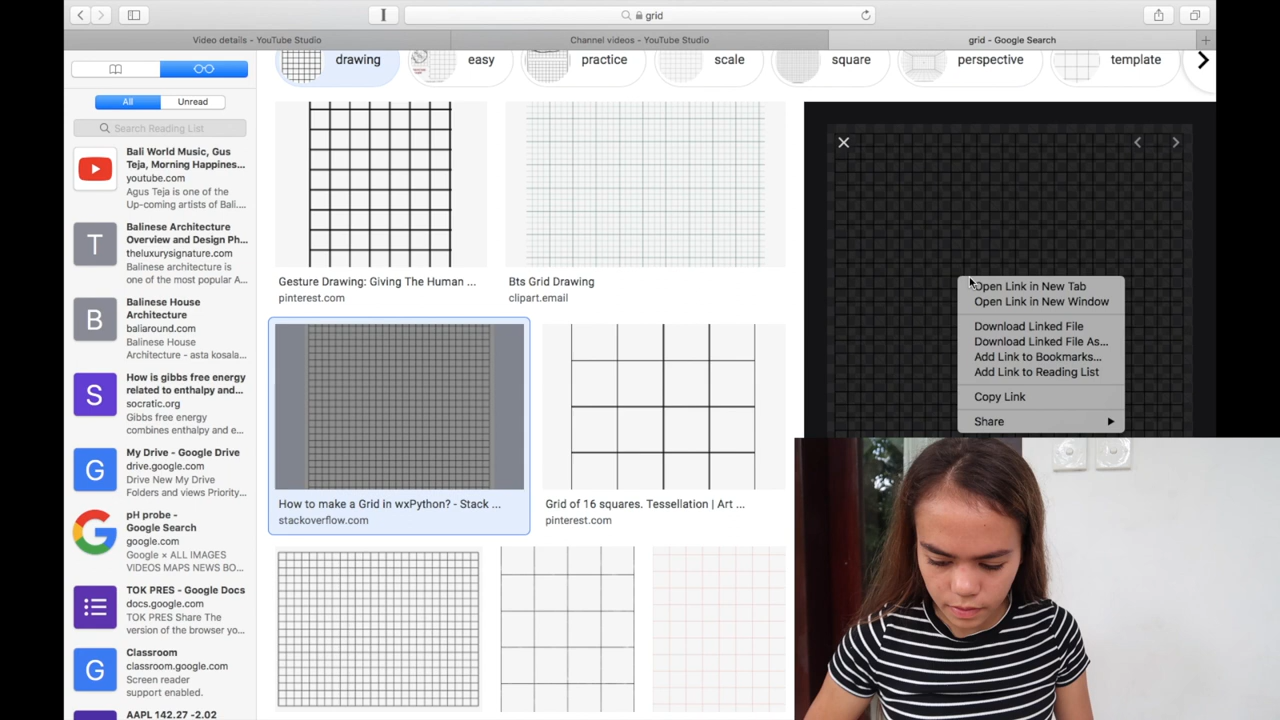 grid
Video details - YouTube Studio
Channel videos - YouTube Studio
grid - Google Search
drawing
easy
practice
scale
square
perspective
template
All
Unread
Search Reading List
Bali World Music, Gus
Teja, Morning Happines...
youtube.com
Agus Teja is one of the
Up-coming artists of Bali....
T
Balinese Architecture
Overview and Design Ph...
theluxurysignature.com
Balinese architecture is
one of the most popular A...
B
Balinese House
Architecture
baliaround.com
Balinese House
Architecture - asta kosala...
S
How is gibbs free energy
related to enthalpy and...
socratic.org
Gibbs free energy
combines enthalpy and e...
G
My Drive - Google Drive
drive.google.com
Drive New My Drive
Folders and views Priority...
G
pH probe -
Google Search
google.com
Google × ALL IMAGES
VIDEOS MAPS NEWS BO...
TOK PRES - Google Docs
docs.google.com
TOK PRES Share The
version of the browser yo...
G
Classroom
classroom.google.com
Screen reader
support enabled.
AAPL 142.27 -2.02
Gesture Drawing: Giving The Human ...
pinterest.com
Bts Grid Drawing
clipart.email
How to make a Grid in wxPython? - Stack ...
stackoverflow.com
Grid of 16 squares. Tessellation | Art ...
pinterest.com
Open Link in New Tab
Open Link in New Window
Download Linked File
Download Linked File As...
Add Link to Bookmarks...
Add Link to Reading List
Copy Link
Share